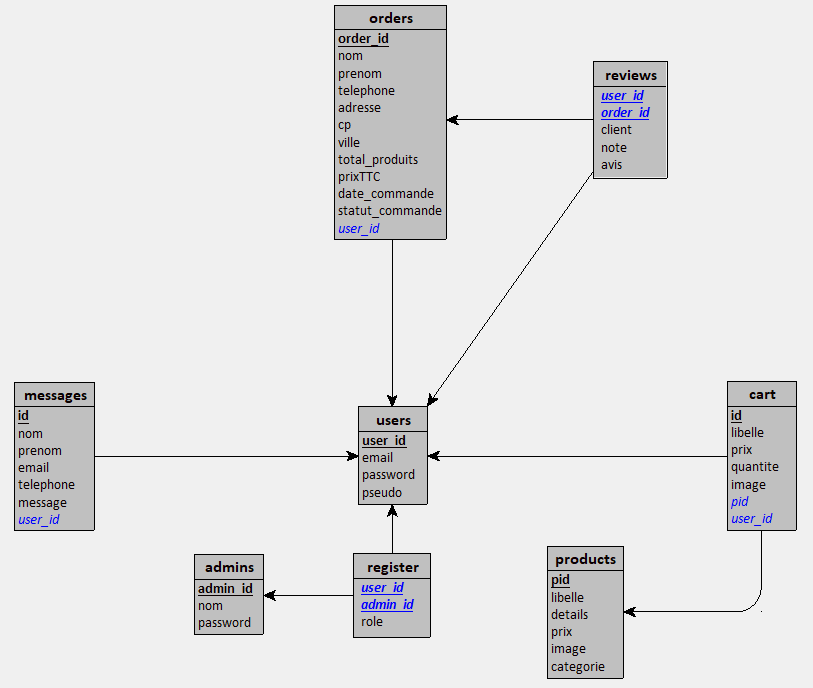 orders
order_id
nom
prenom
telephone
adresse
cp
ville
total_produits
prixTTC
date_commande
statut_commande
user_id
reviews
user_id
order_id
client
note
avis
messages
id
nom
prenom
email
telephone
message
user_id
users
user_id
email
password
pseudo
cart
id
libelle
prix
quantite
image
pid
user_id
admins
admin_id
nom
password
register
user_id
admin_id
role
products
pid
libelle
details
prix
image
categorie